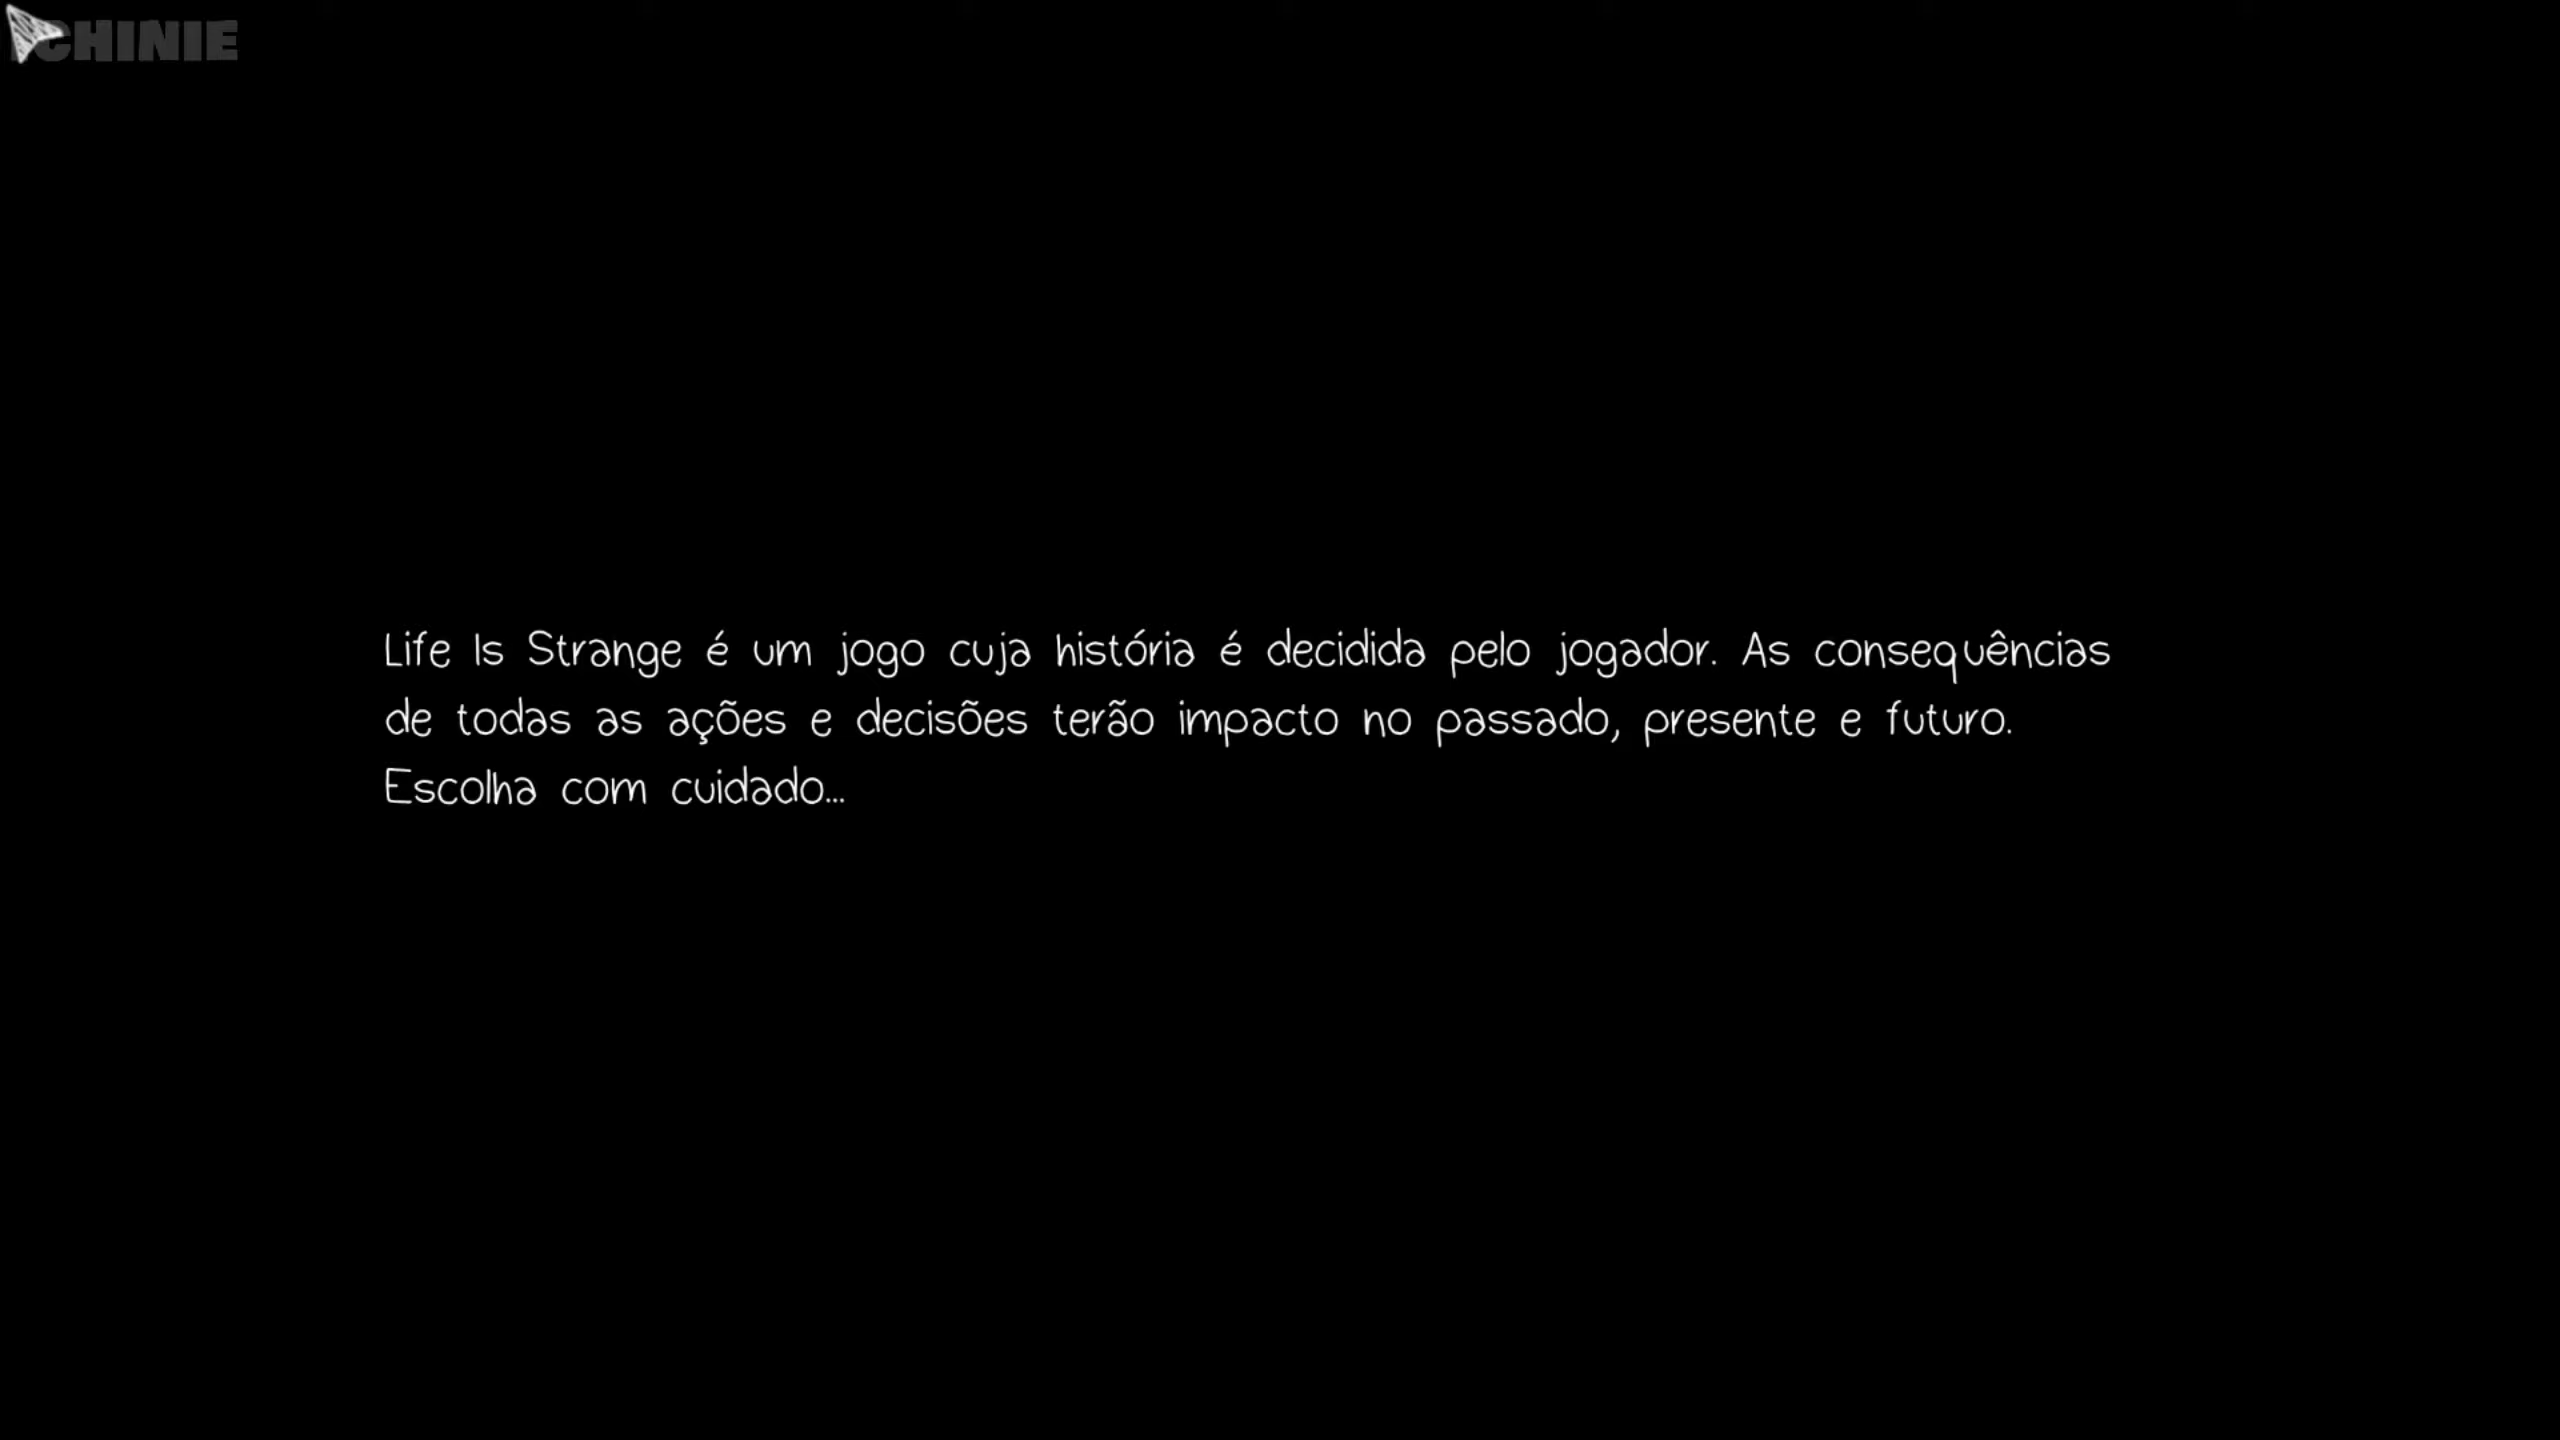 Life Is Strange é um jogo cuja história é decidida pelo jogador. As consequências
de todas as ações e decisões terão impacto no passado, presente e futuro.
Escolha com cuidado...